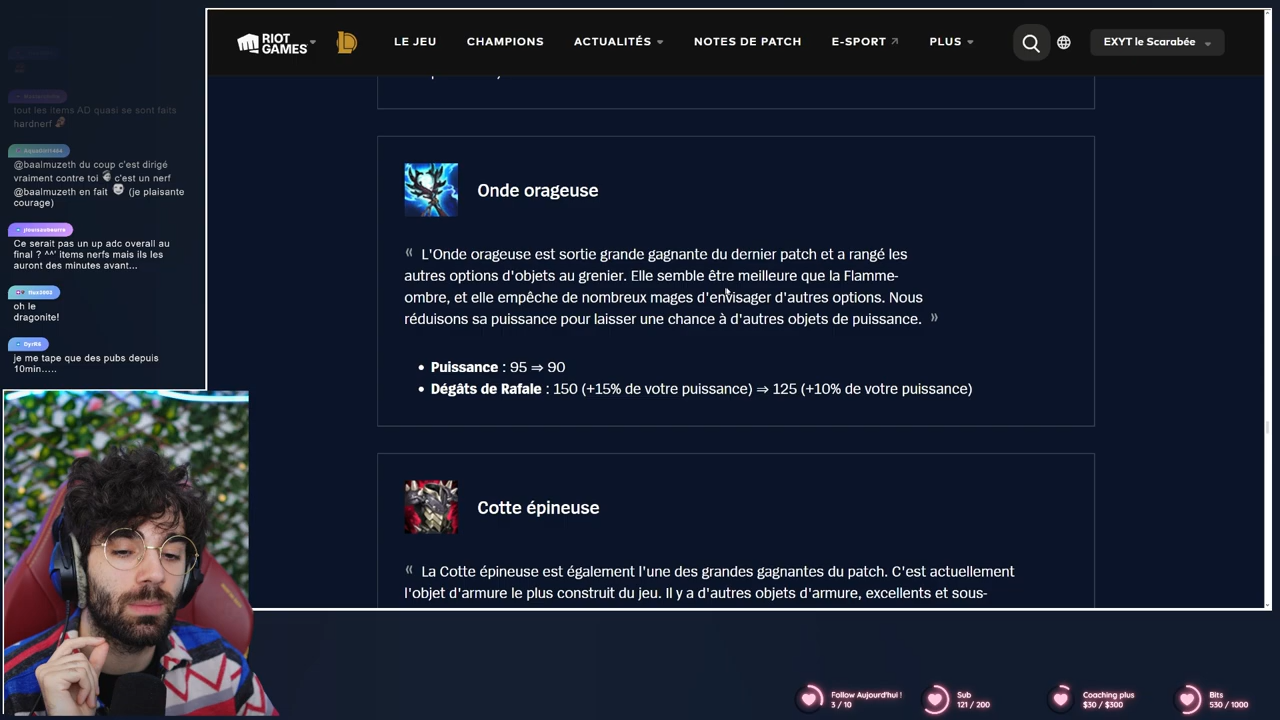 RIOT
GAMES
LE JEU
CHAMPIONS
ACTUALITÉS
NOTES DE PATCH
E-SPORT
PLUS
EXYT le Scarabée
tout les items AD quasi se sont faits
hardnerf
@baalmuzeth du coup c'est dirigé
vraiment contre toi c'est un nerf
@baalmuzeth en fait (je plaisante
courage)
Ce serait pas un up adc overall au
final ? ^^' items nerfs mais ils les
auront des minutes avant...
oh le
dragonite!
DyrR6
je me tape que des pubs depuis
10min.....
Onde orageuse
« L'Onde orageuse est sortie grande gagnante du dernier patch et a rangé les
autres options d'objets au grenier. Elle semble être meilleure que la Flamme-
ombre, et elle empêche de nombreux mages d'envisager d'autres options. Nous
réduisons sa puissance pour laisser une chance à d'autres objets de puissance. »
• Puissance : 95 ⇒ 90
• Dégâts de Rafale : 150 (+15% de votre puissance) ⇒ 125 (+10% de votre puissance)
Cotte épineuse
« La Cotte épineuse est également l'une des grandes gagnantes du patch. C'est actuellement
l'objet d'armure le plus construit du jeu. Il y a d'autres objets d'armure, excellents et sous-
Follow Aujourd'hui !
3 / 10
Sub
121 / 200
Coaching plus
$30 / $300
Bits
530 / 1000